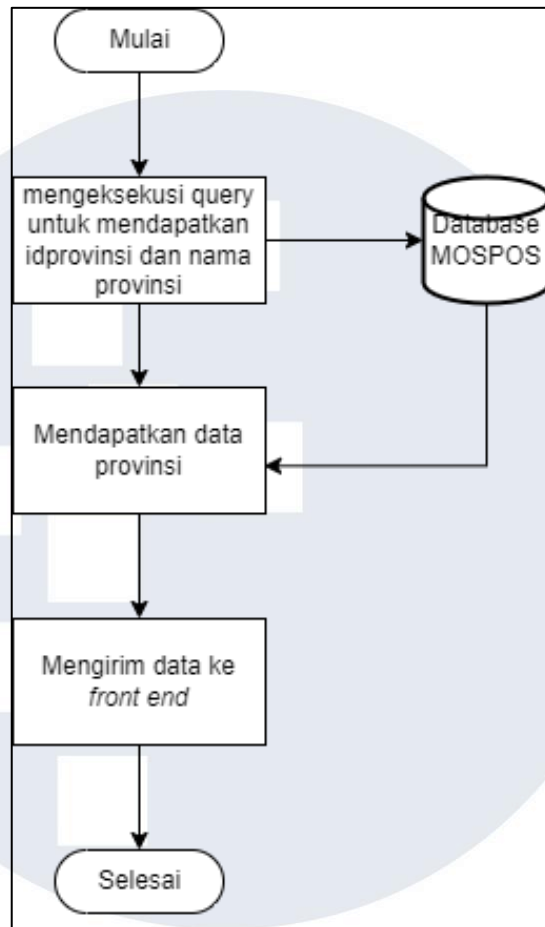 Mulai
mengeksekusi query
untuk mendapatkan
idprovinsi dan nama
provinsi
Database
MOSPOS
Mendapatkan data
provinsi
Mengirim data ke
front end
Selesai